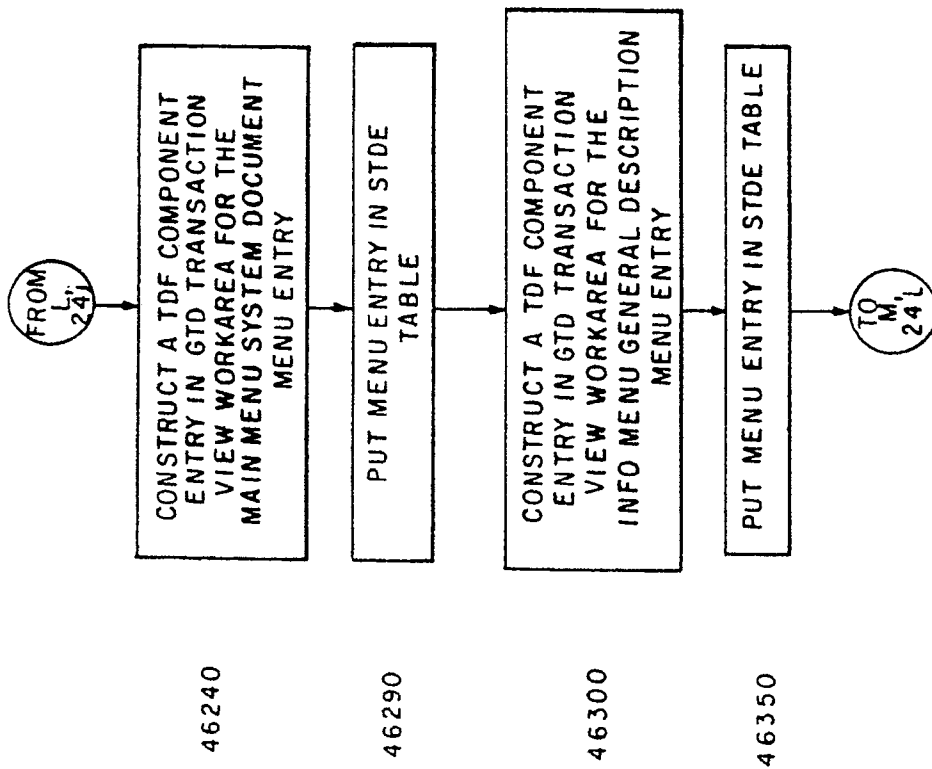 FROM
L,
24J
46240
CONSTRUCT A TDF COMPONENT
ENTRY IN GTD TRANSACTION
VIEW WORKAREA FOR THE
MAIN MENU SYSTEM DOCUMENT
MENU ENTRY
46290
PUT MENU ENTRY IN STDE
TABLE
46300
CONSTRUCT A TDF COMPONENT
ENTRY IN GTD TRANSACTION
VIEW WORKAREA FOR THE
INFO MENU GENERAL DESCRIPTION
MENU ENTRY
46350
PUT MENU ENTRY IN STDE TABLE
TO
M,
24 L